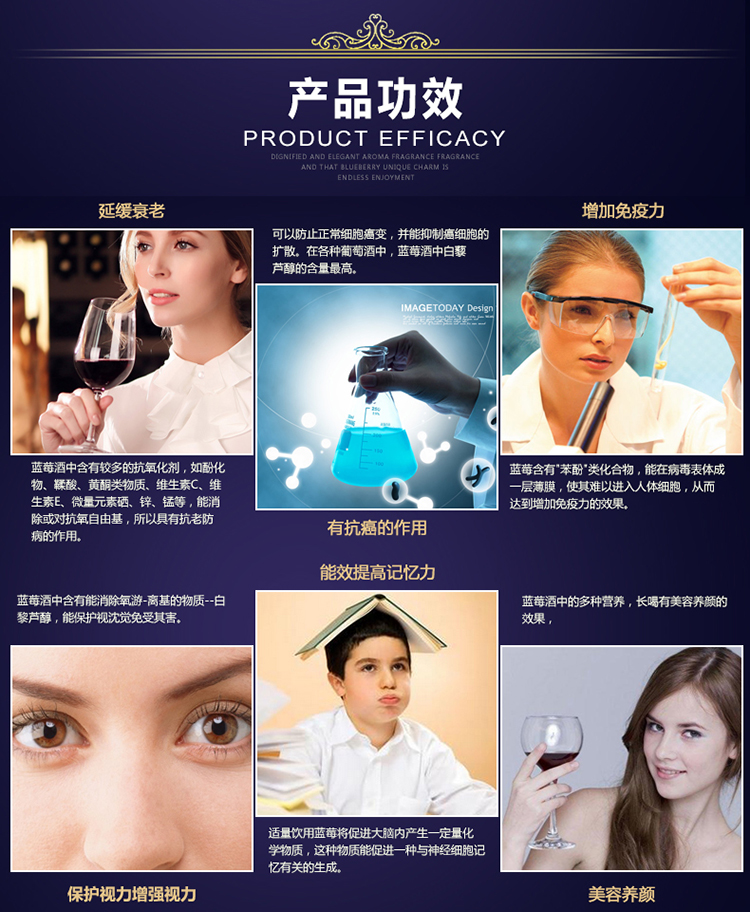 产品功效
PRODUCT EFFICACY
DIGNIFIED AND ELEGANT AROMA FRAGRANCE FRAGRANCE
AND THAT BLUEBERRY UNIQUE CHARM IS
ENDLESS ENJOYMENT
延缓衰老
蓝莓酒中含有较多的抗氧化剂，如酚化
物、鞣酸、黄酮类物质、维生素C、维
生素E、微量元素硒、锌、锰等，能消
除或对抗氧自由基，所以具有抗老防
病的作用。
可以防止正常细胞癌变，并能抑制癌细胞的
扩散。在各种葡萄酒中，蓝莓酒中白藜
芦醇的含量最高。
IMAGETODAY Design
有抗癌的作用
增加免疫力
蓝莓含有"苯酚"类化合物，能在病毒表体成
一层薄膜，使其难以进入人体细胞，从而
达到增加免疫力的效果。
蓝莓酒中含有能消除氧游-离基的物质--白
黎芦醇，能保护视沈觉免受其害。
保护视力增强视力
能效提高记忆力
适量饮用蓝莓将促进大脑内产生一定量化
学物质，这种物质能促进一种与神经细胞记
忆有关的生成。
蓝莓酒中的多种营养，长喝有美容养颜的
效果，
美容养颜